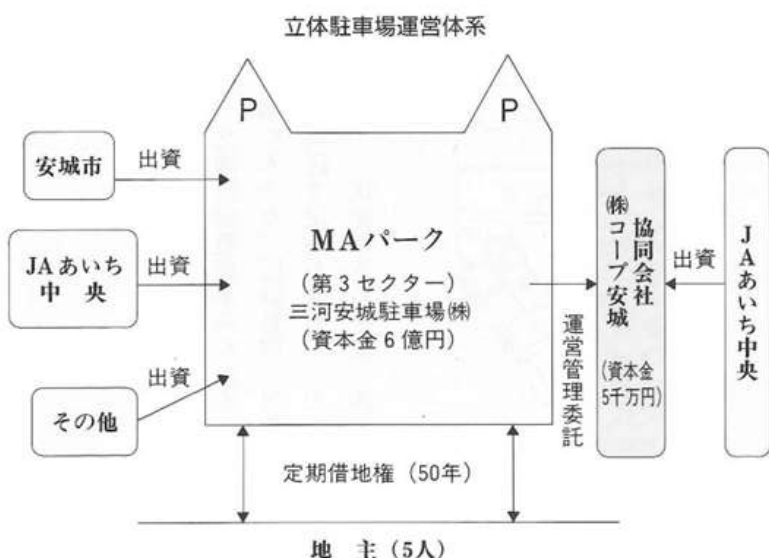 立体駐車場運営体系
P
P
安城市
出資
JAあいち
中　央
出資
その他
出資
MAパーク
(第3セクター)
三河安城駐車場㈱
(資本金6億円)
運営管理委託
協同会社
㈱コープ安城
(資本金
5千万円)
出資
JAあいち中央
定期借地権（50年）
地　主（5人）